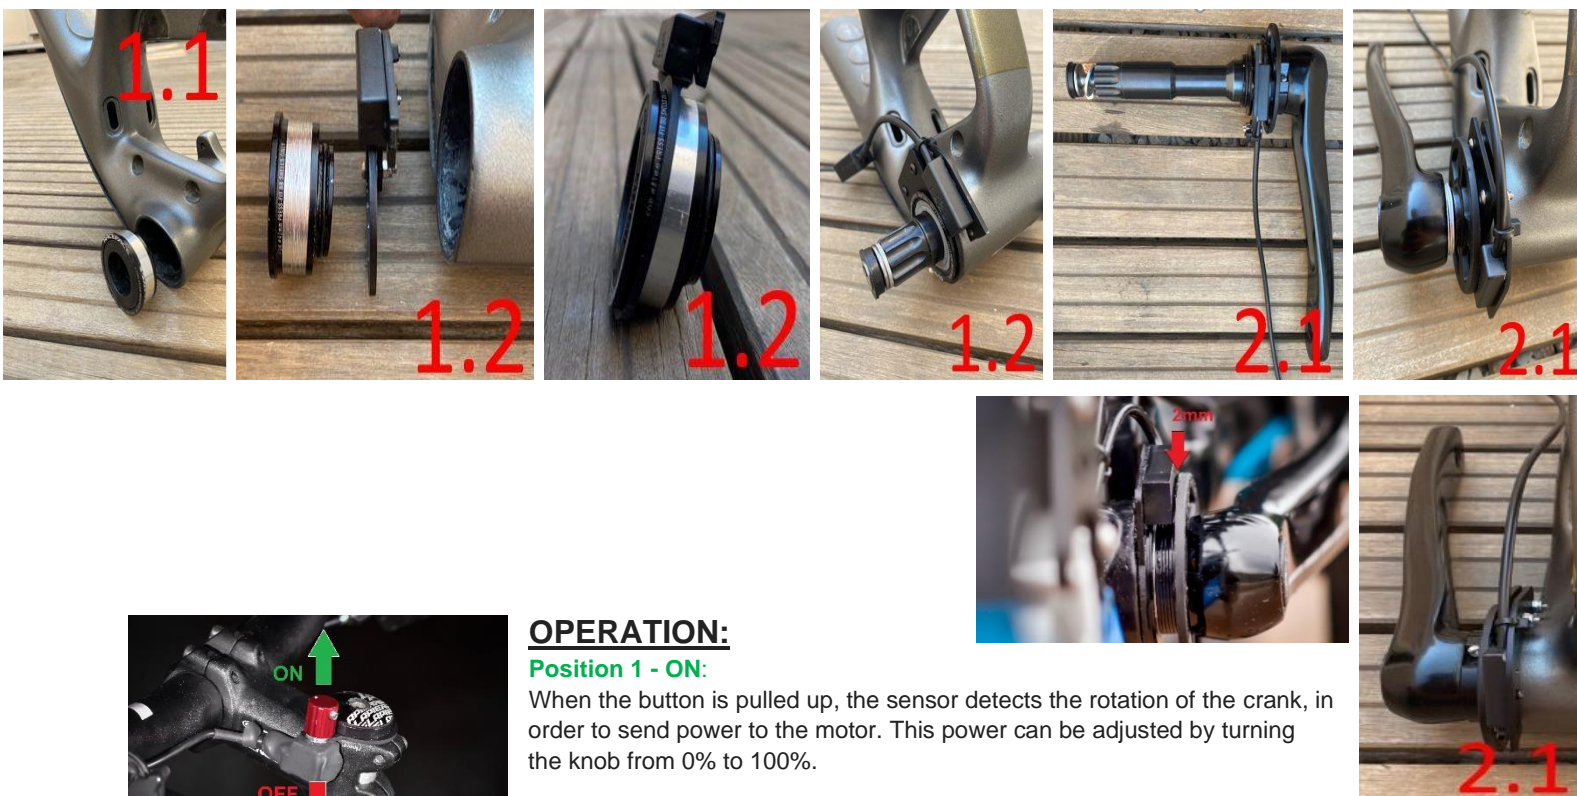 1.1
1.2
1.2
1.2
2.1
2.1
2mm
ON
OFF
OPERATION:
Position 1 - ON:
When the button is pulled up, the sensor detects the rotation of the crank, in
order to send power to the motor. This power can be adjusted by turning
the knob from 0% to 100%.
2.1